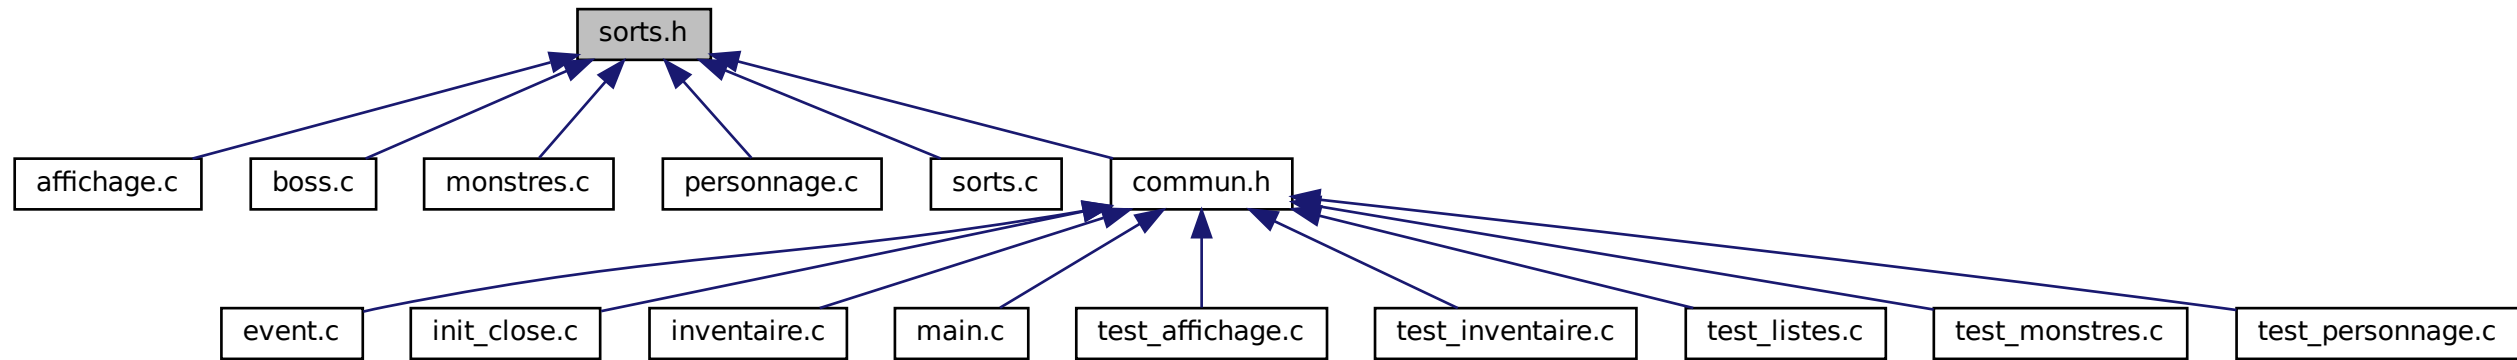 sorts.h
affichage.c
boss.c
monstres.c
personnage.c
sorts.c
commun.h
event.c
init_close.c
inventaire.c
main.c
test_affichage.c
test_inventaire.c
test_listes.c
test_monstres.c
test_personnage.c